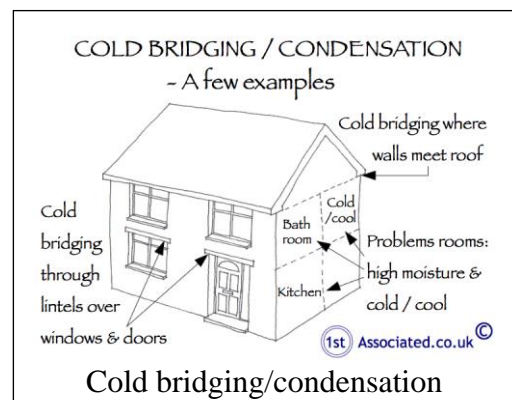 COLD BRIDGING / CONDENSATION
- A few examples
Cold bridging where
walls meet roof
Cold
bridging
through
lintels over
windows & doors
Bath
room
Cold
/cool
Kitchen
Problems rooms:
high moisture &
cold / cool
1st Associated.co.uk ©
Cold bridging/condensation